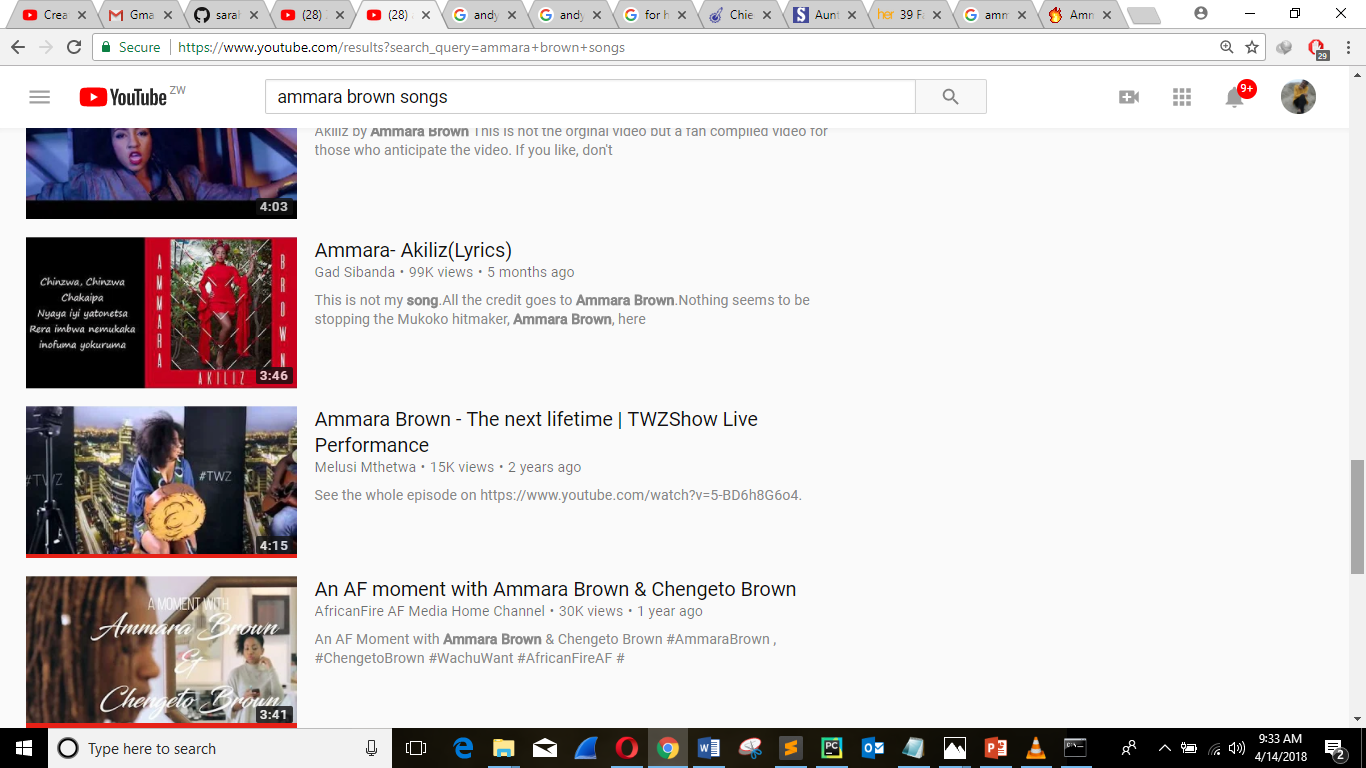 Crea
Gma
sarah
(28)
(28)
andy
andy
for h
Chie
Aunt
her 39 Fa
amm
Amm
Secure
https://www.youtube.com/results?search_query=ammara+brown+songs
29
YouTube ZW
ammara brown songs
9+
Akiliz by Ammara Brown This is not the orginal video but a fan compiled video for
those who anticipate the video. If you like, don't
4:03
Chinzwa, Chinzwa
Chakaipa
Nyaya iyi yatonetsa
Rera imbwa nemukaka
inofuma yokuruma
AMMARA
BROWN
AKILIZ
3:46
Ammara- Akiliz(Lyrics)
Gad Sibanda • 99K views • 5 months ago
This is not my song.All the credit goes to Ammara Brown.Nothing seems to be
stopping the Mukoko hitmaker, Ammara Brown, here
#TWZ
#TWZ
4:15
Ammara Brown - The next lifetime | TWZShow Live
Performance
Melusi Mthetwa • 15K views • 2 years ago
See the whole episode on https://www.youtube.com/watch?v=5-BD6h8G6o4.
A MOMENT WITH
Ammara Brown
&
Chengeto Brown
3:41
An AF moment with Ammara Brown & Chengeto Brown
AfricanFire AF Media Home Channel • 30K views • 1 year ago
An AF Moment with Ammara Brown & Chengeto Brown #AmmaraBrown ,
#ChengetoBrown #WachuWant #AfricanFireAF #
Type here to search
9:33 AM
4/14/2018
2